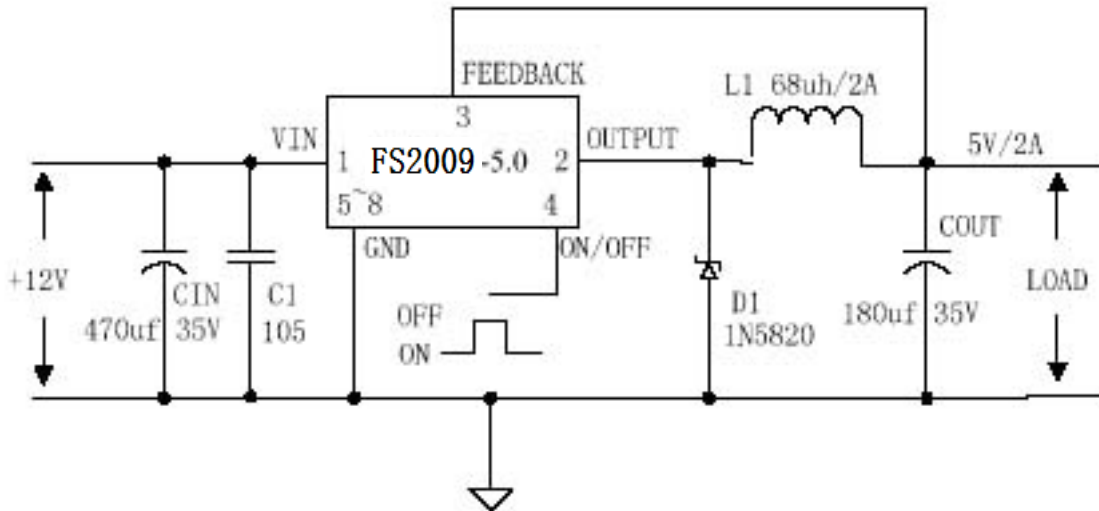 FEEDBACK
L1 68uh/2A
3
VIN
OUTPUT
5V/2A
1 FS2009 -5.0 2
5~8 4
GND
ON/OFF
COUT
+12V
CIN
C1
LOAD
470uf 35V
105
OFF
ON
D1
1N5820
180uf 35V